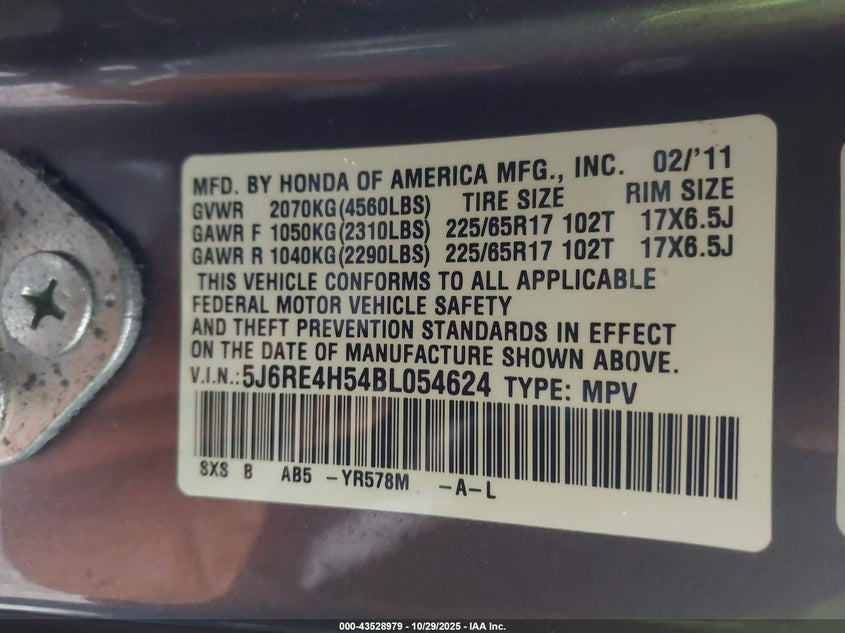 MFD. BY HONDA OF AMERICA MFG., INC. 02/'11
GVWR 2070KG(4560LBS) TIRE SIZE RIM SIZE
GAWR F 1050KG(2310LBS) 225/65R17 102T 17X6.5J
GAWR R 1040KG(2290LBS) 225/65R17 102T 17X6.5J
THIS VEHICLE CONFORMS TO ALL APPLICABLE
FEDERAL MOTOR VEHICLE SAFETY
AND THEFT PREVENTION STANDARDS IN EFFECT
ON THE DATE OF MANUFACTURE SHOWN ABOVE.
V.I.N.:5J6RE4H54BL054624 TYPE: MPV
SXS B AB5 -YR578M -A-L
000-43528979 - 10/29/2025 - IAA Inc.